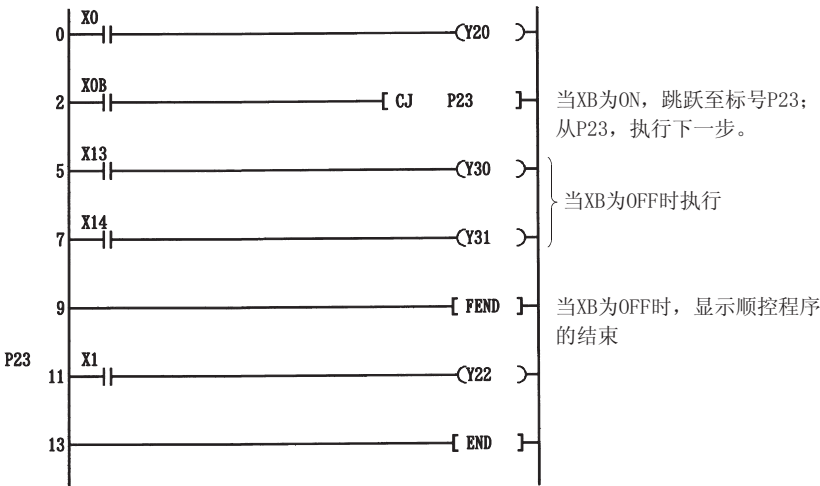 X0
0 Y20
X0B
2 CJ P23 当XB为ON，跳跃至标号P23；
从P23，执行下一步。
X13
5 Y30
当XB为OFF时执行
X14
7 Y31
9 FEND 当XB为OFF时，显示顺控程序
的结束
P23 X1
11 Y22
13 END